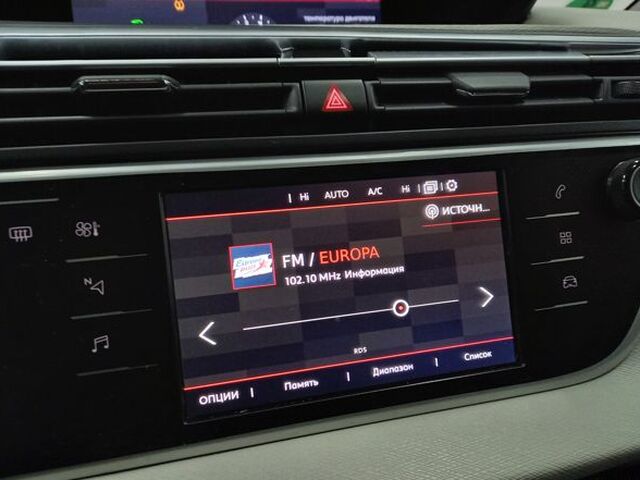 температура двигателя
Hi AUTO A/C Hi
ИСТОЧН...
FM / EUROPA
102.10 MHz Информация
RDS
ОПЦИИ Память Диапазон Список
N